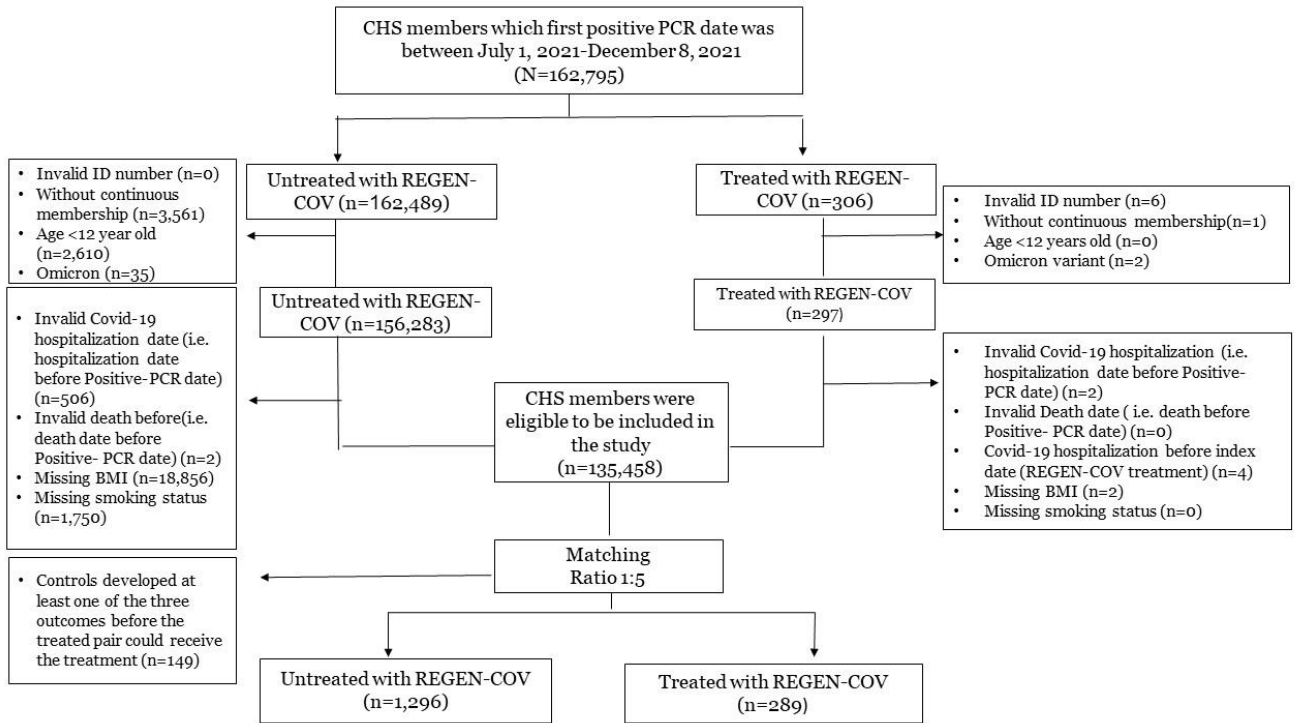 CHS members which first positive PCR date was
between July 1, 2021-December 8, 2021
(N=162,795)
• Invalid ID number (n=0)
• Without continuous
membership (n=3,561)
• Age <12 year old
(n=2,610)
• Omicron (n=35)
Untreated with REGEN-
COV (n=162,489)
Treated with REGEN-
COV (n=306)
• Invalid ID number (n=6)
• Without continuous membership(n=1)
• Age <12 years old (n=0)
• Omicron variant (n=2)
Untreated with REGEN-
COV (n=156,283)
Treated with REGEN-COV
(n=297)
• Invalid Covid-19
hospitalization date (i.e.
hospitalization date
before Positive-PCR date)
(n=506)
• Invalid death before(i.e.
death date before
Positive- PCR date) (n=2)
• Missing BMI (n=18,856)
• Missing smoking status
(n=1,750)
CHS members were
eligible to be included in
the study
(n=135,458)
• Invalid Covid-19 hospitalization (i.e.
hospitalization date before Positive-
PCR date) (n=2)
• Invalid Death date ( i.e. death before
Positive- PCR date) (n=0)
• Covid-19 hospitalization before index
date (REGEN-COV treatment) (n=4)
• Missing BMI (n=2)
• Missing smoking status (n=0)
Matching
Ratio 1:5
• Controls developed at
least one of the three
outcomes before the
treated pair could receive
the treatment (n=149)
Untreated with REGEN-COV
(n=1,296)
Treated with REGEN-COV
(n=289)